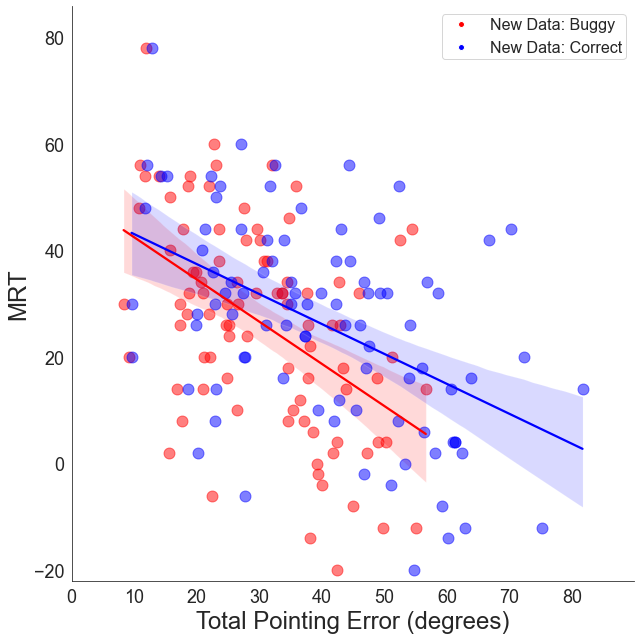 New Data: Buggy
New Data: Correct
80
60
40
20
0
−20
MRT
0 10 20 30 40 50 60 70 80
Total Pointing Error (degrees)